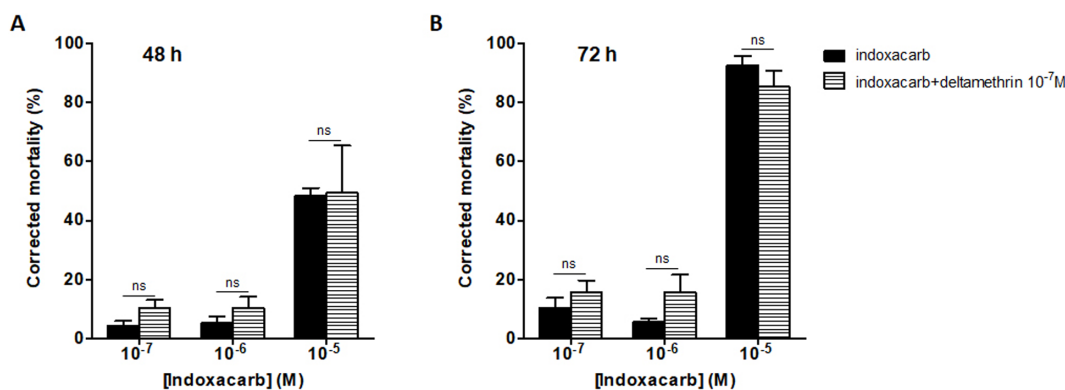 A
48 h
Corrected mortality (%)
100
80
60
40
20
0
ns
ns
ns
10⁻⁷
10⁻⁶
10⁻⁵
[Indoxacarb] (M)
B
72 h
Corrected mortality (%)
100
80
60
40
20
0
ns
ns
ns
10⁻⁷
10⁻⁶
10⁻⁵
[Indoxacarb] (M)
indoxacarb
indoxacarb+deltamethrin 10⁻⁷M